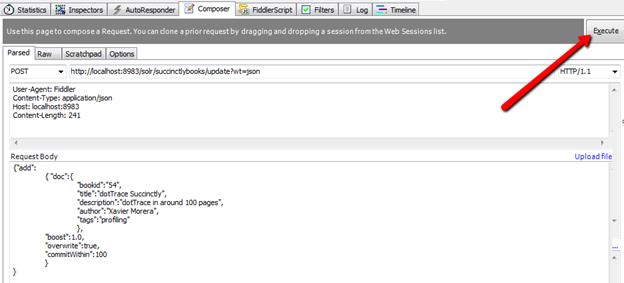 Statistics Inspectors AutoResponder Composer FiddlerScript Filters Log Timeline
Use this page to compose a Request. You can clone a prior request by dragging and dropping a session from the Web Sessions list.
Execute
Parsed Raw Scratchpad Options
POST http://localhost:8983/solr/succinctlybooks/update?wt=json HTTP/1.1
User-Agent: Fiddler
Content-Type: application/json
Host: localhost:8983
Content-Length: 241
Request Body Upload file
{"add":
{ "doc":{
"bookid":"54",
"title":"dotTrace Succinctly",
"description":"dotTrace in around 100 pages",
"author":"Xavier Morera",
"tags":"profiling"
},
"boost":1.0,
"overwrite":true,
"commitWithin":100
}
}
...